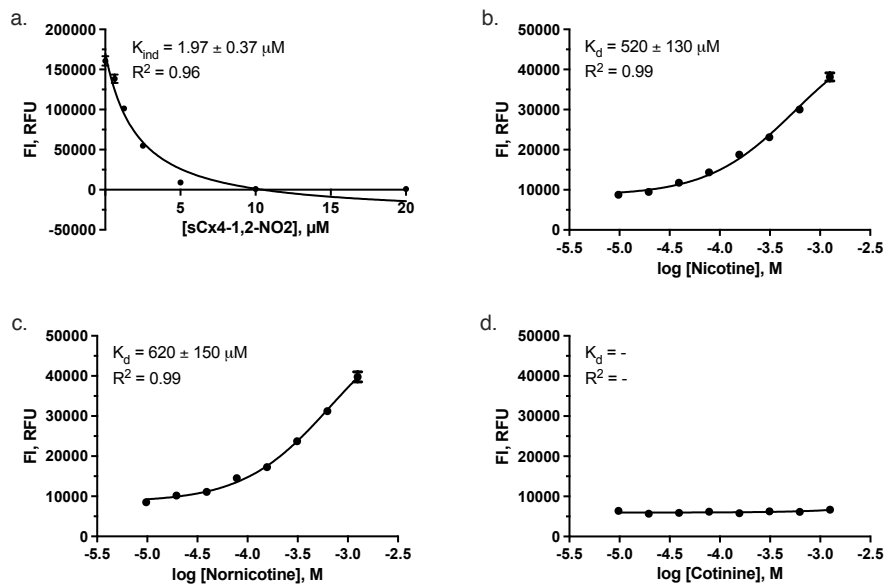 a.
K_ind = 1.97 ± 0.37 μM
R² = 0.96
FI, RFU
200000
150000
100000
50000
0
-50000
5 10 15 20
[sCx4-1,2-NO2], μM
b.
K_d = 520 ± 130 μM
R² = 0.99
FI, RFU
50000
40000
30000
20000
10000
0
-5.5 -5.0 -4.5 -4.0 -3.5 -3.0 -2.5
log [Nicotine], M
c.
K_d = 620 ± 150 μM
R² = 0.99
FI, RFU
50000
40000
30000
20000
10000
0
-5.5 -5.0 -4.5 -4.0 -3.5 -3.0 -2.5
log [Nornicotine], M
d.
K_d = -
R² = -
FI, RFU
50000
40000
30000
20000
10000
0
-5.5 -5.0 -4.5 -4.0 -3.5 -3.0 -2.5
log [Cotinine], M